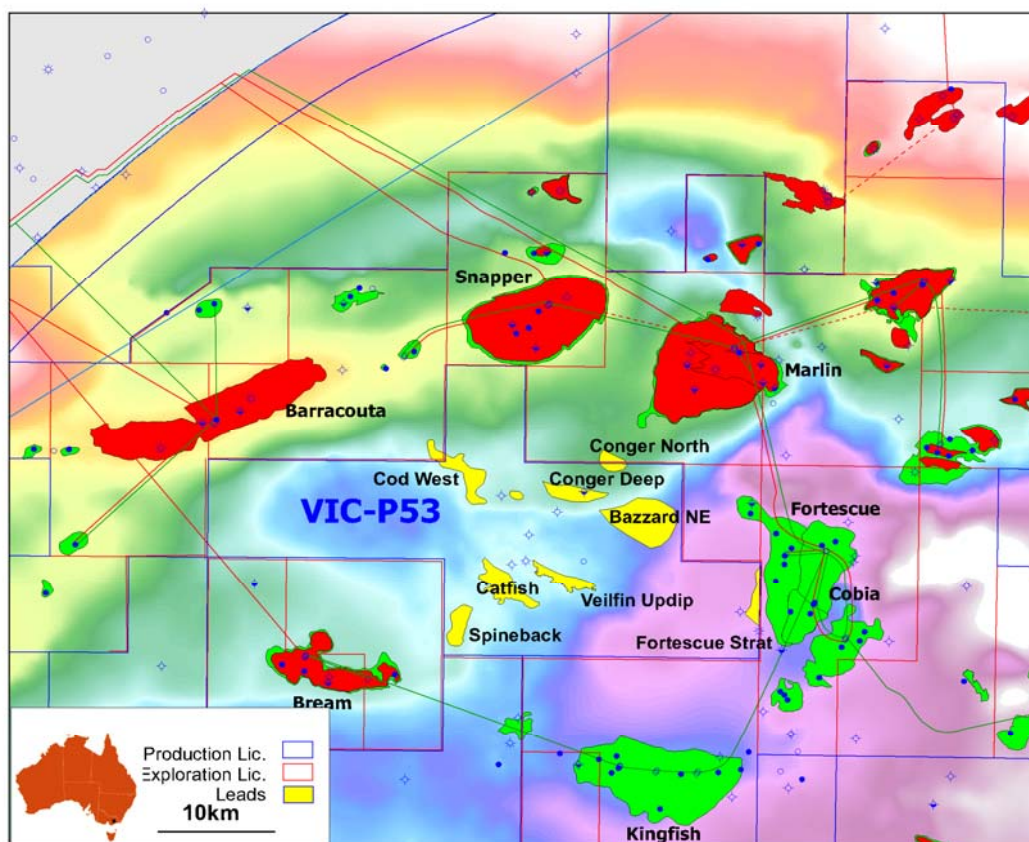 Snapper
Marlin
Barracouta
Conger North
Cod West
Conger Deep
VIC-P53
Bazzard NE
Fortescue
Catfish
Veilfin Updip
Cobia
Spineback
Fortescue Strat
Bream
Kingfish
Production Lic.
Exploration Lic.
Leads
10km